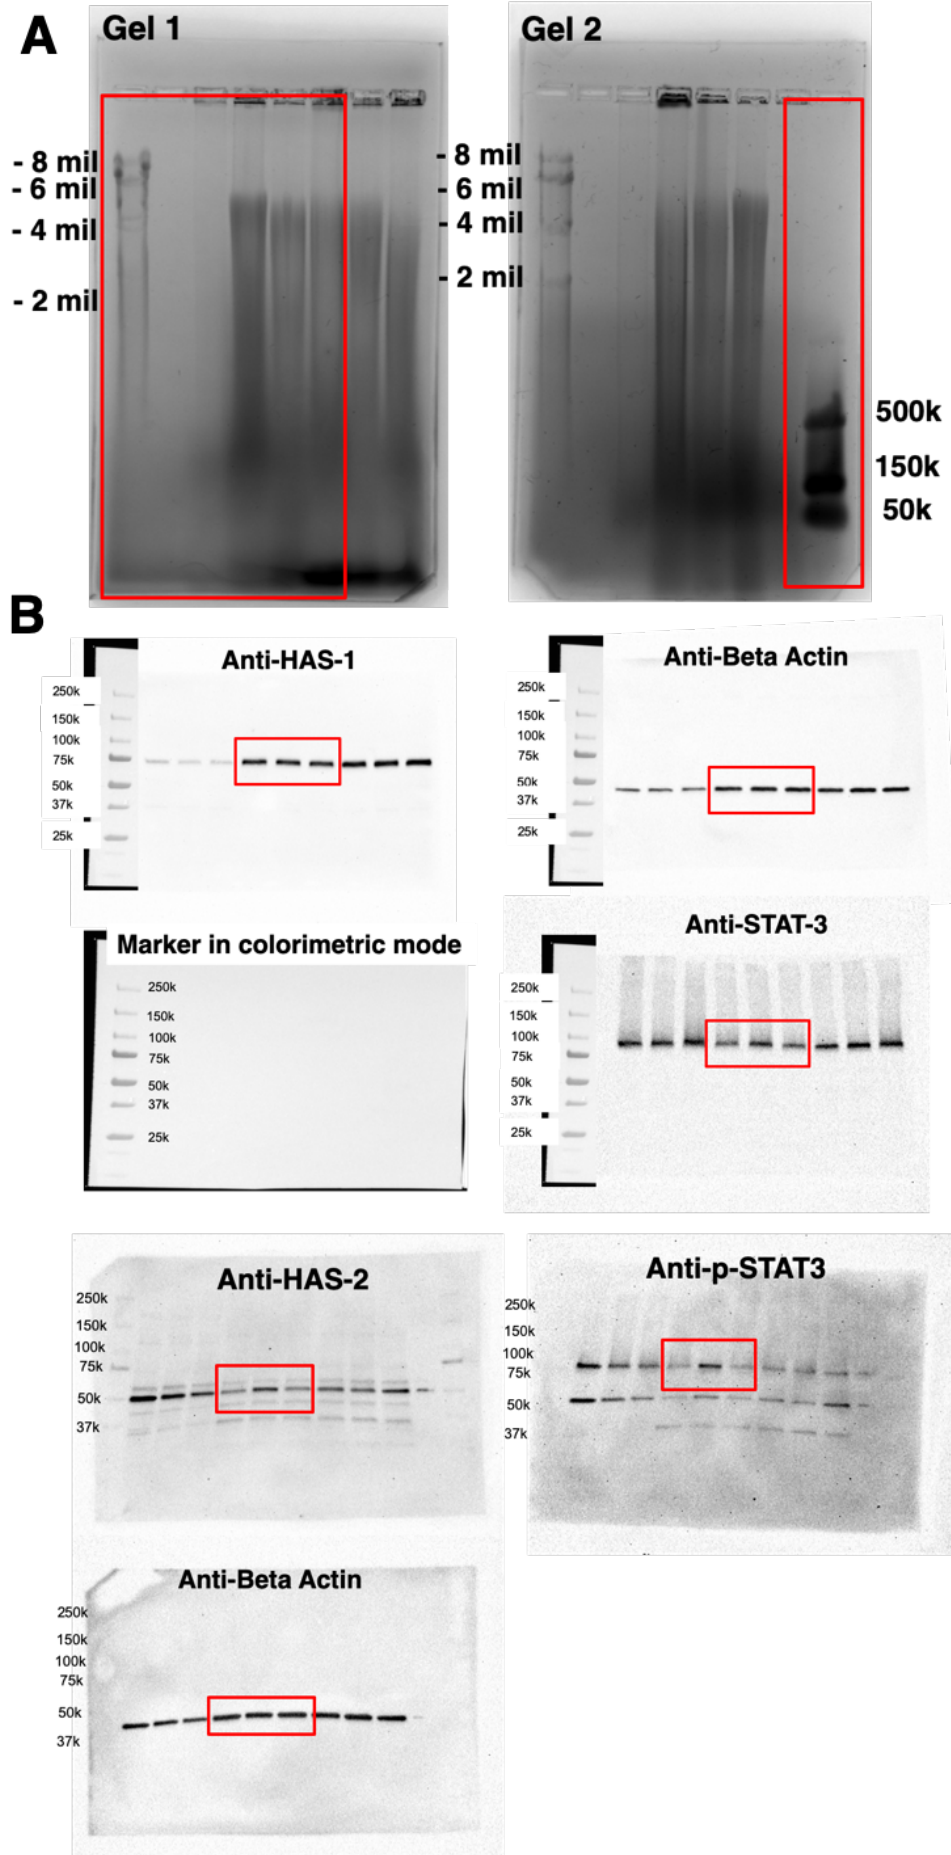 A
Gel 1
Gel 2
- 8 mil
- 6 mil
- 4 mil
- 2 mil
- 8 mil
- 6 mil
- 4 mil
- 2 mil
500k
150k
50k
B
Anti-HAS-1
250k
150k
100k
75k
50k
37k
25k
Anti-Beta Actin
250k
150k
100k
75k
50k
37k
25k
Marker in colorimetric mode
250k
150k
100k
75k
50k
37k
25k
Anti-STAT-3
250k
150k
100k
75k
50k
37k
25k
Anti-HAS-2
250k
150k
100k
75k
50k
37k
Anti-p-STAT3
250k
150k
100k
75k
50k
37k
Anti-Beta Actin
250k
150k
100k
75k
50k
37k